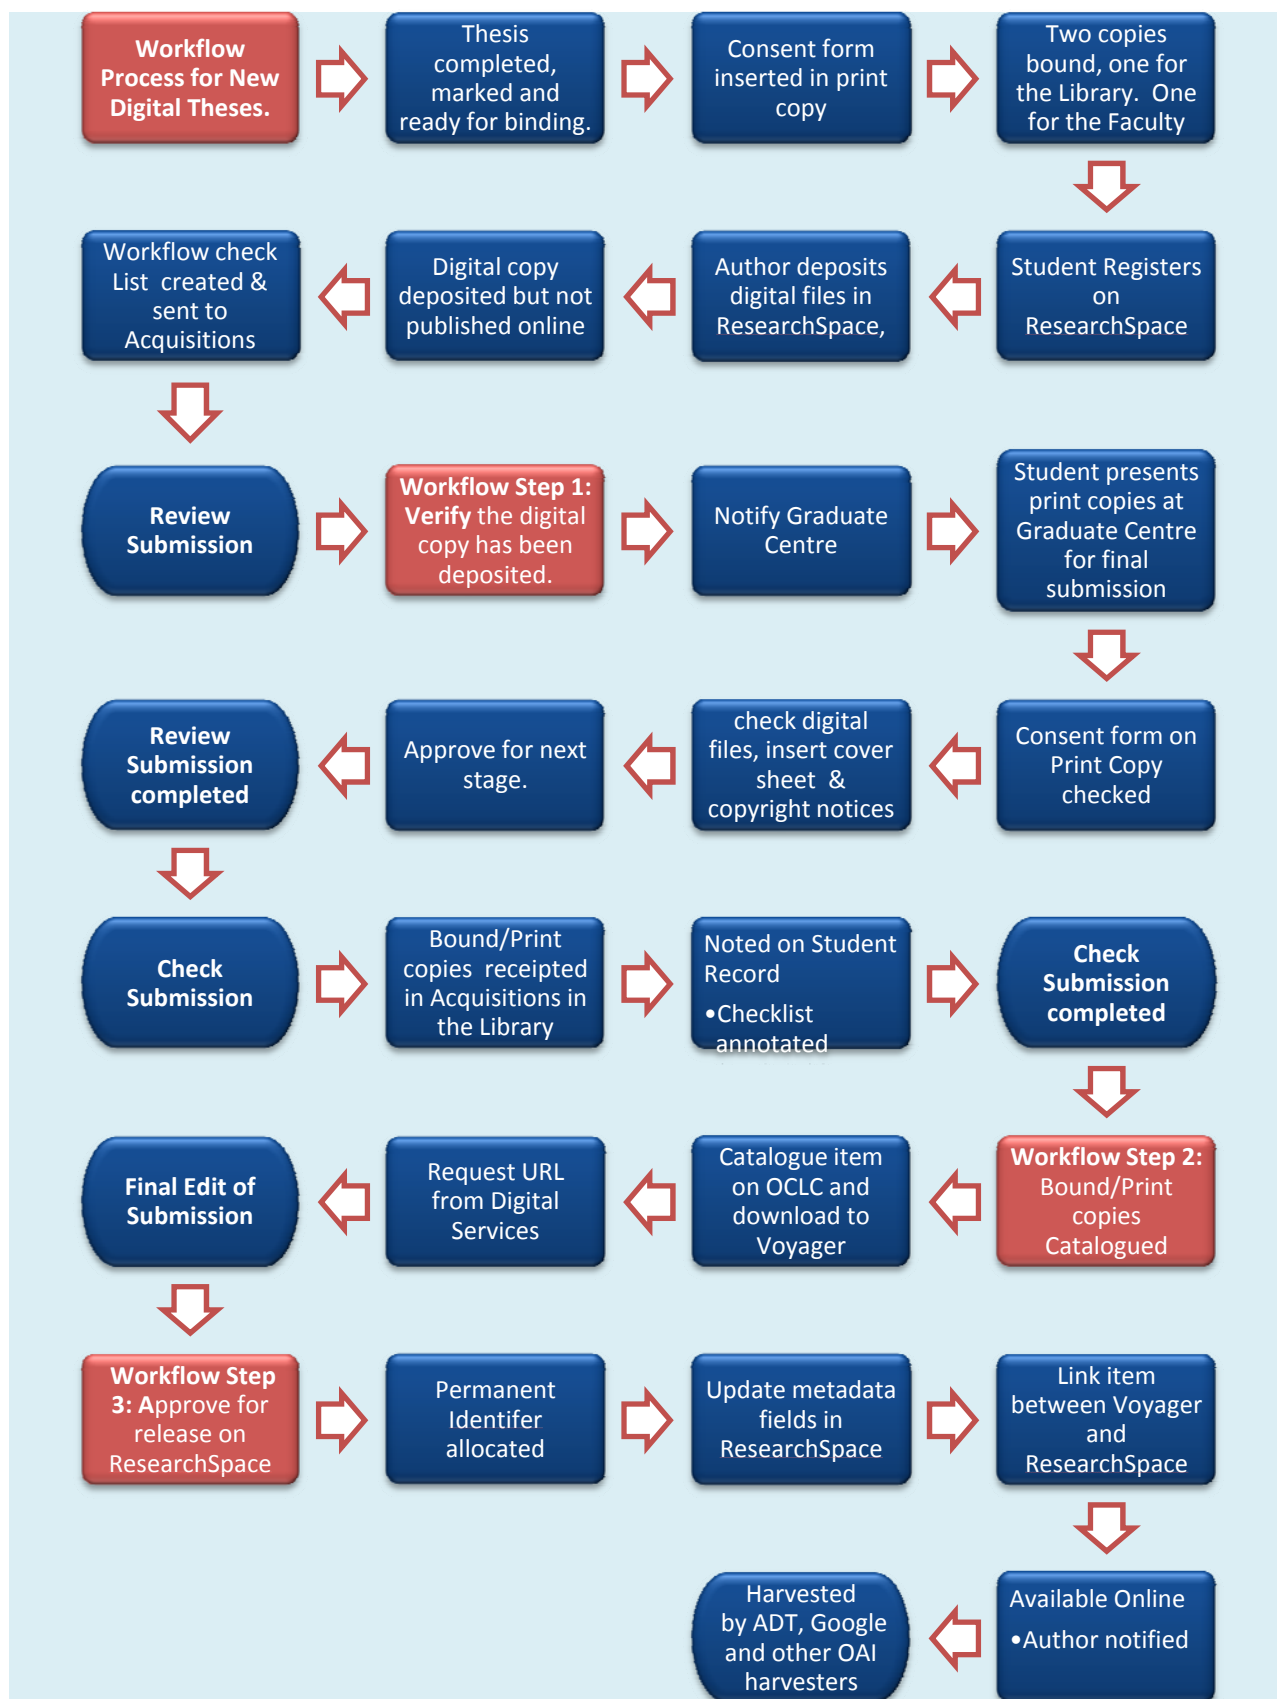 Workflow
Process for New
Digital Theses.
Thesis
completed,
marked and
ready for binding.
Consent form
inserted in print
copy
Two copies
bound, one for
the Library.  One
for the Faculty
Student Registers
on
ResearchSpace
Author deposits
digital files in
ResearchSpace,
Digital copy
deposited but not
published online
Workflow check
List  created &
sent to
Acquisitions
Review
Submission
Workflow Step 1:
Verify the digital
copy has been
deposited.
Notify Graduate
Centre
Student presents
print copies at
Graduate Centre
for final
submission
Consent form on
Print Copy
checked
check digital
files, insert cover
sheet  &
copyright notices
Approve for next
stage.
Review
Submission
completed
Check
Submission
Bound/Print
copies  receipted
in Acquisitions in
the Library
Noted on Student
Record
•Checklist
annotated
Check
Submission
completed
Workflow Step 2:
Bound/Print
copies
Catalogued
Catalogue item
on OCLC and
download to
Voyager
Request URL
from Digital
Services
Final Edit of
Submission
Workflow Step
3: Approve for
release on
ResearchSpace
Permanent
Identifer
allocated
Update metadata
fields in
ResearchSpace
Link item
between Voyager
and
ResearchSpace
Available Online
•Author notified
Harvested
by ADT, Google
and other OAI
harvesters